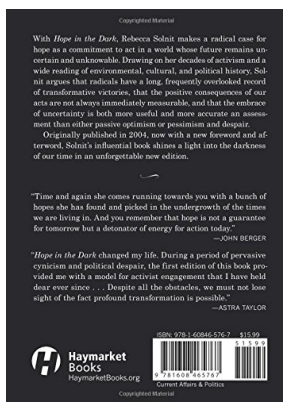 Copyrighted Material
With Hope in the Dark, Rebecca Solnit makes a radical case for
hope as a commitment to act in a world whose future remains un-
certain and unknowable. Drawing on her decades of activism and a
wide reading of environmental, cultural, and political history, Sol-
nit argues that radicals have a long, frequently overlooked record
of transformative victories, that the positive consequences of our
acts are not always immediately measurable, and that the embrace
of uncertainty is both more useful and more accurate an assess-
ment than either passive optimism or pessimism and despair.
Originally published in 2004, now with a new foreword and af-
terword, Solnit's influential book shines a light into the darkness
of our time in an unforgettable new edition.
"Time and again she comes running towards you with a bunch of
hopes she has found and picked in the undergrowth of the times
we are living in. And you remember that hope is not a guarantee
for tomorrow but a detonator of energy for action today."
—JOHN BERGER
"Hope in the Dark changed my life. During a period of pervasive
cynicism and political despair, the first edition of this book pro-
vided me with a model for activist engagement that I have held
dear ever since . . . Despite all the obstacles, we must not lose
sight of the fact profound transformation is possible."
—ASTRA TAYLOR
ISBN: 978-1-60846-576-7 $15.99
51599
9 781608 465767
Haymarket
Books
HaymarketBooks.org
Current Affairs & Politics
Copyrighted Material